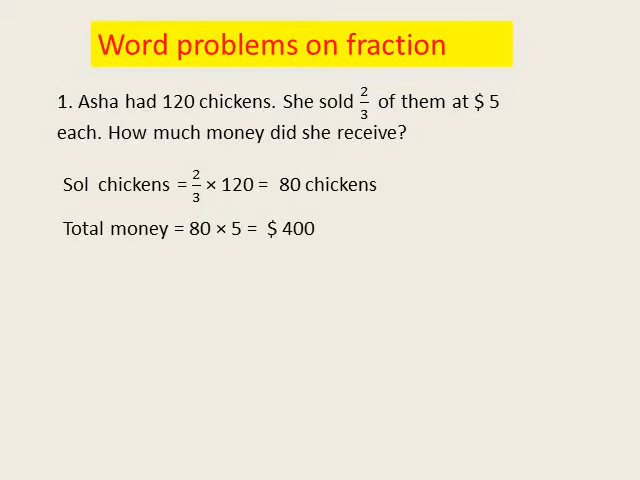 Word problems on fraction
1. Asha had 120 chickens. She sold 2/3 of them at $ 5
each. How much money did she receive?
Sol chickens = 2/3 × 120 = 80 chickens
Total money = 80 × 5 = $ 400